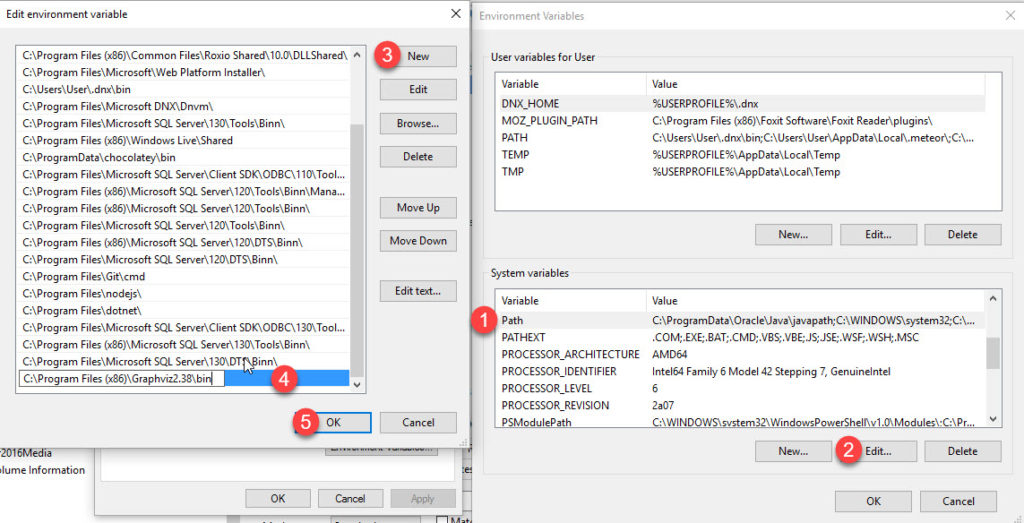 Edit environment variable
C:\Program Files (x86)\Common Files\Roxio Shared\10.0\DLLShared\
C:\Program Files\Microsoft\Web Platform Installer\
C:\Users\User\.dnx\bin
C:\Program Files\Microsoft DNX\Dnvm\
C:\Program Files\Microsoft SQL Server\130\Tools\Binn\
C:\Program Files (x86)\Windows Live\Shared
C:\ProgramData\chocolatey\bin
C:\Program Files\Microsoft SQL Server\Client SDK\ODBC\110\Tool...
C:\Program Files (x86)\Microsoft SQL Server\120\Tools\Binn\Mana...
C:\Program Files (x86)\Microsoft SQL Server\120\Tools\Binn\
C:\Program Files\Microsoft SQL Server\120\Tools\Binn\
C:\Program Files (x86)\Microsoft SQL Server\120\DTS\Binn\
C:\Program Files\Microsoft SQL Server\120\DTS\Binn\
C:\Program Files\Git\cmd
C:\Program Files\nodejs\
C:\Program Files\dotnet\
C:\Program Files\Microsoft SQL Server\Client SDK\ODBC\130\Tool...
C:\Program Files (x86)\Microsoft SQL Server\130\Tools\Binn\
C:\Program Files (x86)\Microsoft SQL Server\130\DTS\Binn\
C:\Program Files (x86)\Graphviz2.38\bin
4
3 New
Edit
Browse...
Delete
Move Up
Move Down
Edit text...
5 OK Cancel
r2016Media
olume Information
Environment Variables...
OK Cancel Apply
Environment Variables
User variables for User
Variable Value
DNX_HOME %USERPROFILE%\.dnx
MOZ_PLUGIN_PATH C:\Program Files (x86)\Foxit Software\Foxit Reader\plugins\
PATH C:\Users\User\.dnx\bin;C:\Users\User\AppData\Local\.meteor\;C:\...
TEMP %USERPROFILE%\AppData\Local\Temp
TMP %USERPROFILE%\AppData\Local\Temp
New... Edit... Delete
System variables
Variable Value
1 Path C:\ProgramData\Oracle\Java\javapath;C:\WINDOWS\system32;C:\...
PATHEXT .COM;.EXE;.BAT;.CMD;.VBS;.VBE;.JS;.JSE;.WSF;.WSH;.MSC
PROCESSOR_ARCHITECTURE AMD64
PROCESSOR_IDENTIFIER Intel64 Family 6 Model 42 Stepping 7, GenuineIntel
PROCESSOR_LEVEL 6
PROCESSOR_REVISION 2a07
PSModulePath C:\WINDOWS\system32\WindowsPowerShell\v1.0\Modules\;C:\Pr...
New... 2 Edit... Delete
OK Cancel